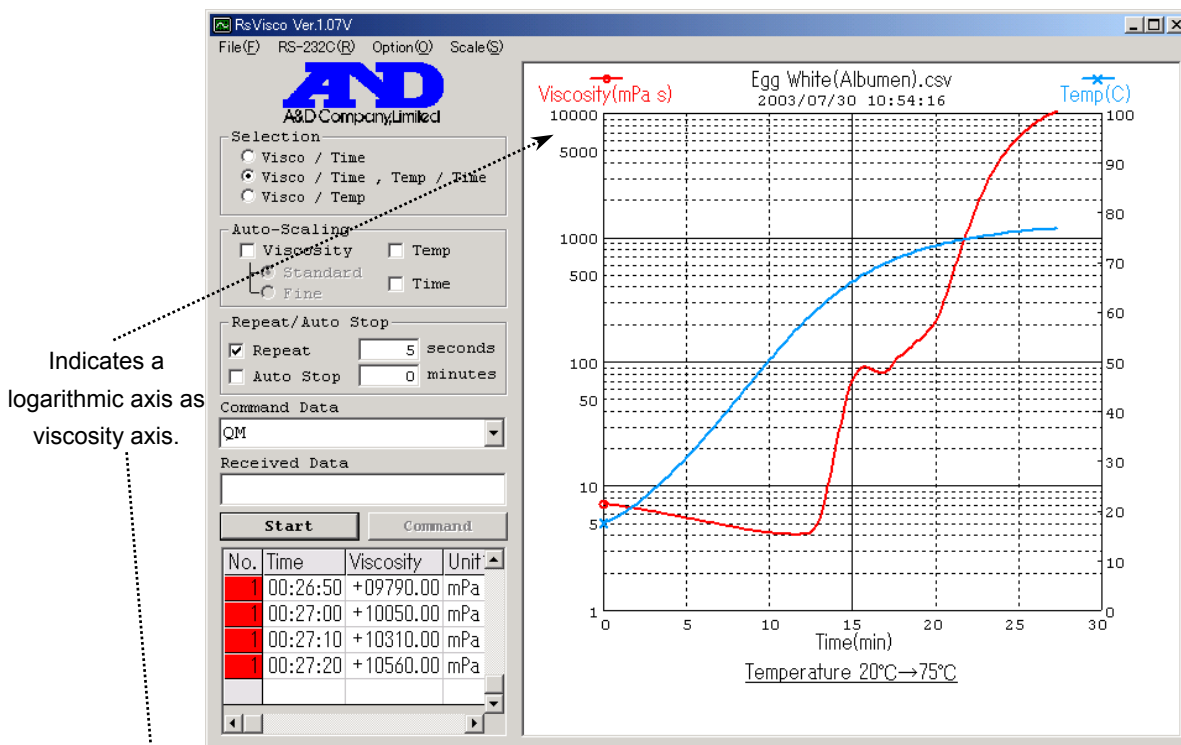 RsVisco Ver.1.07V
File(F) RS-232C(R) Option(O) Scale(S)
AND
A&D Company,Limited
Selection
Visco / Time
Visco / Time , Temp / Time
Visco / Temp
Auto-Scaling
Viscosity Temp
Standard
Fine
Time
Repeat/Auto Stop
Repeat 5 seconds
Auto Stop 0 minutes
Command Data
QM
Received Data
Start Command
No. Time Viscosity Unit
1 00:26:50 +09790.00 mPa
1 00:27:00 +10050.00 mPa
1 00:27:10 +10310.00 mPa
1 00:27:20 +10560.00 mPa
Indicates a
logarithmic axis as
viscosity axis.
Egg White(Albumen).csv
2003/07/30 10:54:16
Viscosity(mPa s)
Temp(C)
10000
5000
1000
500
100
50
10
5
1
100
90
80
70
60
50
40
30
20
10
0
0 5 10 15 20 25 30
Time(min)
Temperature 20℃→75℃